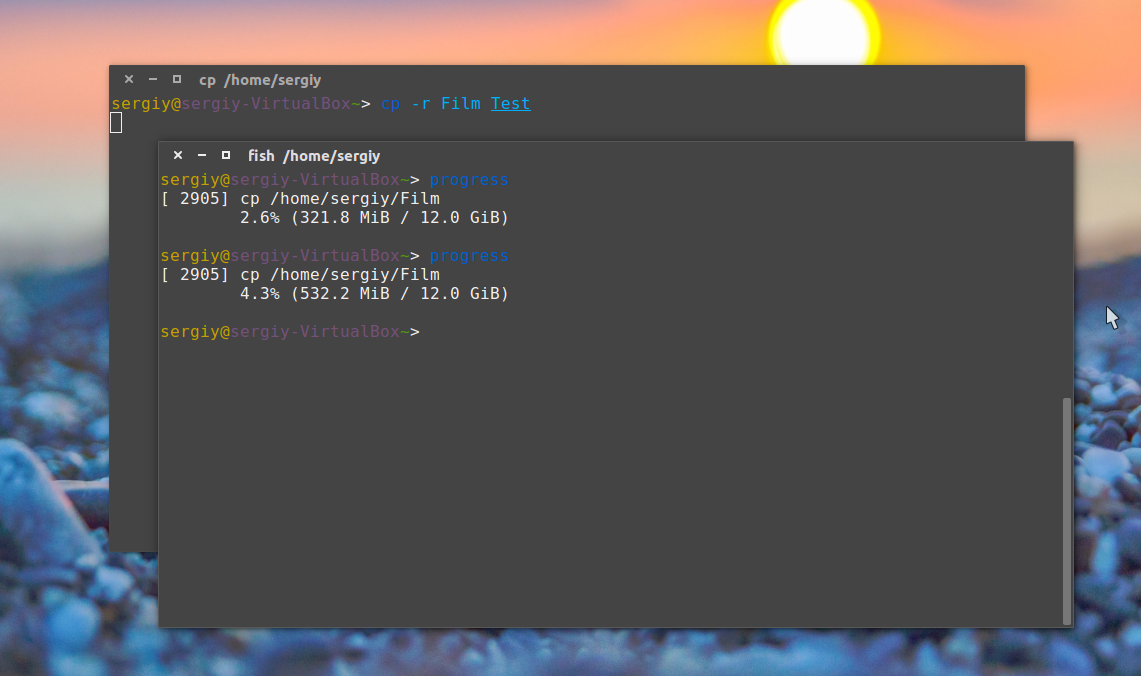 cp /home/sergiy
sergiy@sergiy-VirtualBox~> cp -r Film Test
fish /home/sergiy
sergiy@sergiy-VirtualBox~> progress
[ 2905] cp /home/sergiy/Film
2.6% (321.8 MiB / 12.0 GiB)
sergiy@sergiy-VirtualBox~> progress
[ 2905] cp /home/sergiy/Film
4.3% (532.2 MiB / 12.0 GiB)
sergiy@sergiy-VirtualBox~>